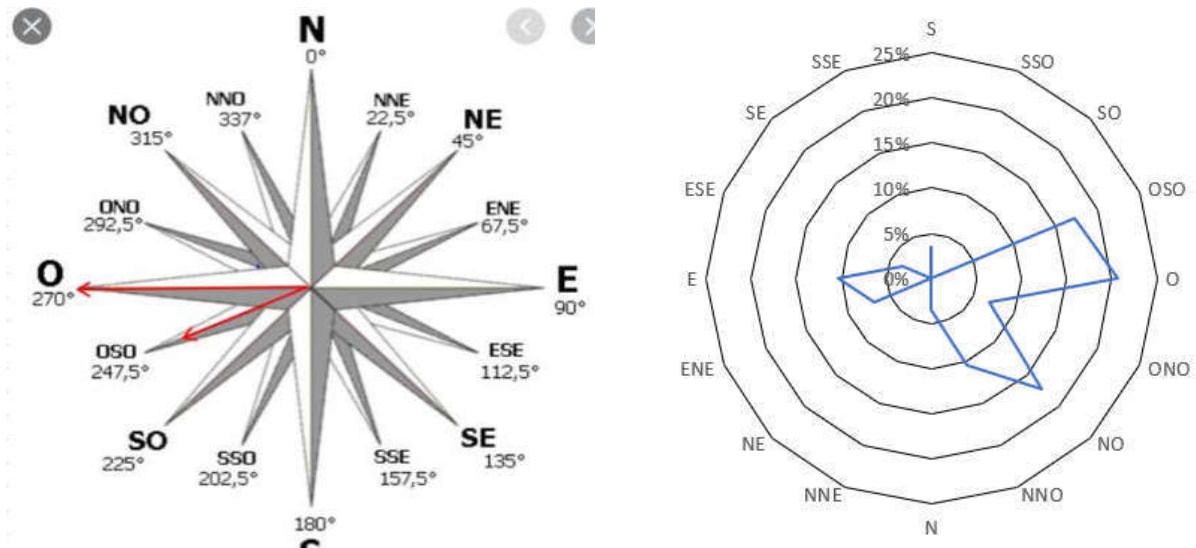 N
0°
NNO
337°
NNE
22,5°
NO
315°
NE
45°
ONO
292,5°
ENE
67,5°
O
270°
E
90°
OSO
247,5°
ESE
112,5°
SO
225°
SE
135°
SSO
202,5°
SSE
157,5°
180°
S
25%
20%
15%
10%
5%
0%
S
SSO
SO
OSO
O
ONO
NO
NNO
N
NNE
NE
ENE
E
ESE
SE
SSE